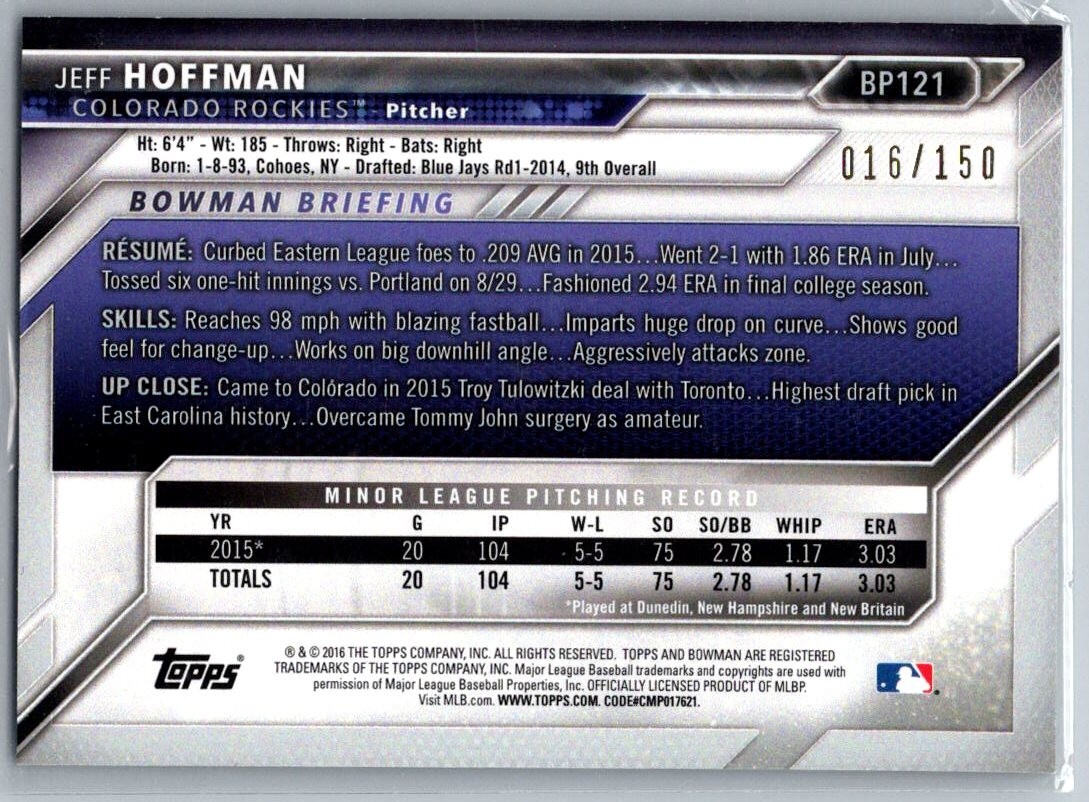 JEFF HOFFMAN
BP121
COLORADO ROCKIES™ - Pitcher
Ht: 6'4" - Wt: 185 - Throws: Right - Bats: Right
Born: 1-8-93, Cohoes, NY - Drafted: Blue Jays Rd1-2014, 9th Overall
016/150
BOWMAN BRIEFING
RÉSUMÉ: Curbed Eastern League foes to .209 AVG in 2015...Went 2-1 with 1.86 ERA in July...
Tossed six one-hit innings vs. Portland on 8/29...Fashioned 2.94 ERA in final college season.
SKILLS: Reaches 98 mph with blazing fastball...Imparts huge drop on curve...Shows good
feel for change-up...Works on big downhill angle...Aggressively attacks zone.
UP CLOSE: Came to Colorado in 2015 Troy Tulowitzki deal with Toronto...Highest draft pick in
East Carolina history...Overcame Tommy John surgery as amateur.
MINOR LEAGUE PITCHING RECORD
YR G IP W-L SO SO/BB WHIP ERA
2015* 20 104 5-5 75 2.78 1.17 3.03
TOTALS 20 104 5-5 75 2.78 1.17 3.03
*Played at Dunedin, New Hampshire and New Britain
Topps®
® & © 2016 THE TOPPS COMPANY, INC. ALL RIGHTS RESERVED. TOPPS AND BOWMAN ARE REGISTERED
TRADEMARKS OF THE TOPPS COMPANY, INC. Major League Baseball trademarks and copyrights are used with
permission of Major League Baseball Properties, Inc. OFFICIALLY LICENSED PRODUCT OF MLBP.
Visit MLB.com. WWW.TOPPS.COM. CODE#CMP017621.